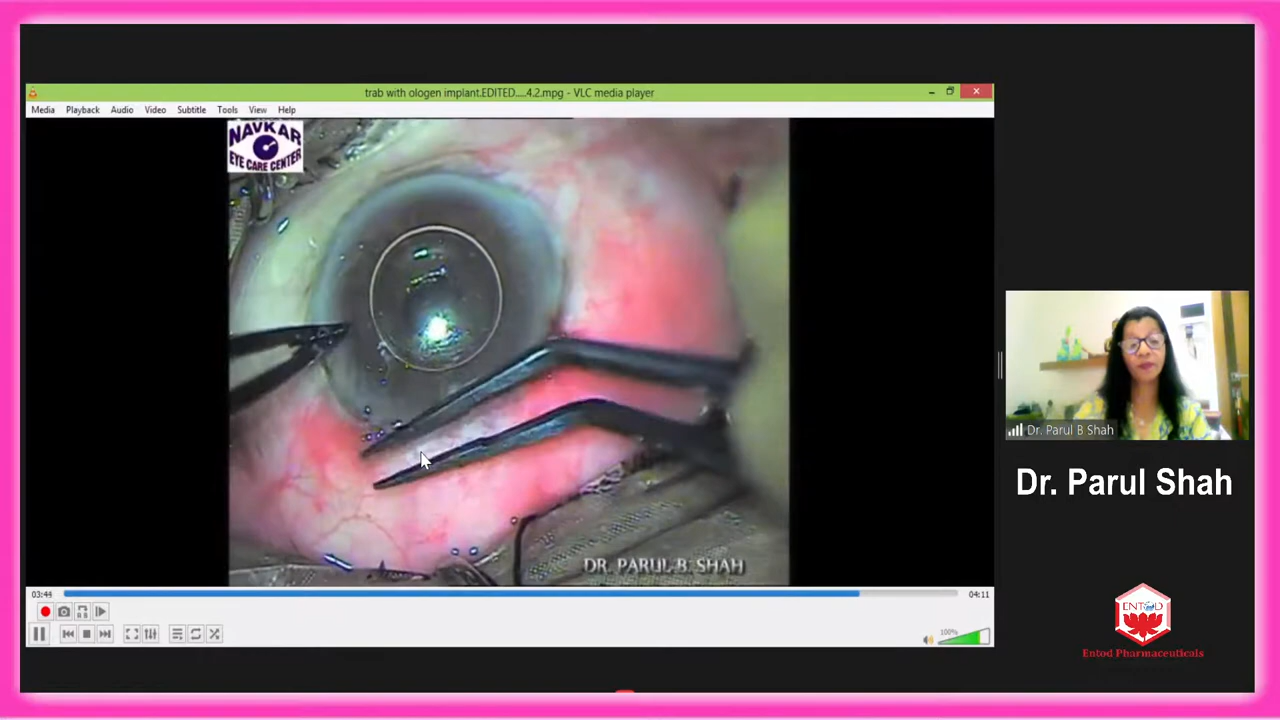 trab with ologen implant.EDITED....4.2.mpg - VLC media player
Media Playback Audio Video Subtitle Tools View Help
NAVKAR
EYE CARE CENTER
DR. PARUL B. SHAH
03:44
04:11
100%
Dr. Parul B Shah
Dr. Parul Shah
ENTOD
Entod Pharmaceuticals